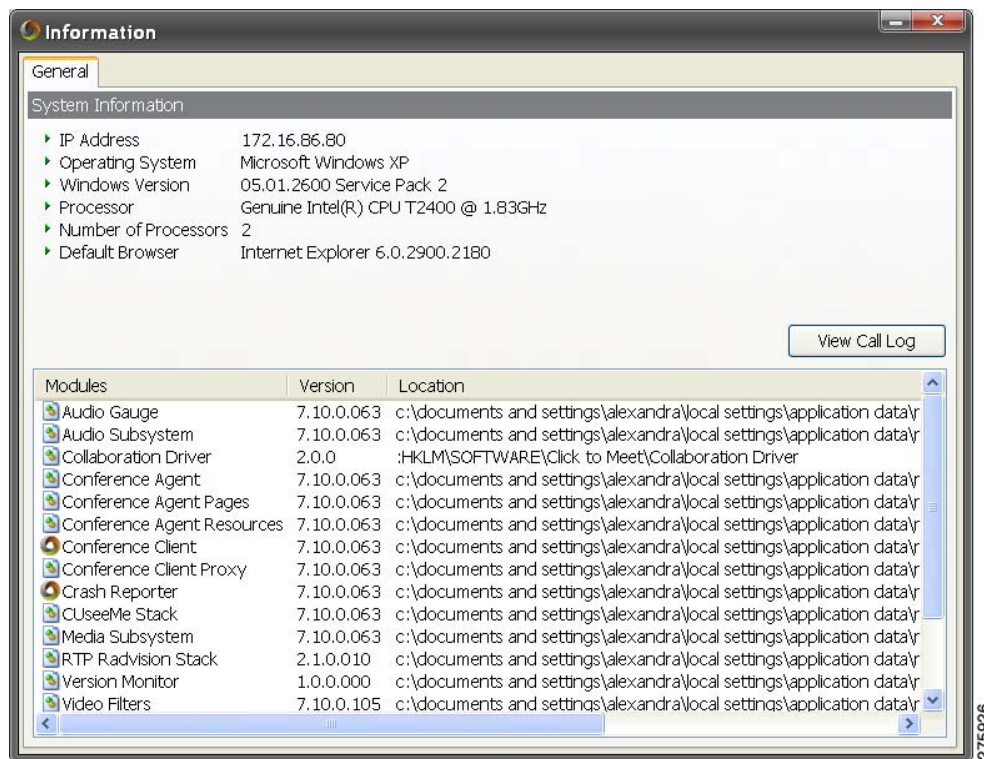 Information
General
System Information
IP Address 172.16.86.80
Operating System Microsoft Windows XP
Windows Version 05.01.2600 Service Pack 2
Processor Genuine Intel(R) CPU T2400 @ 1.83GHz
Number of Processors 2
Default Browser Internet Explorer 6.0.2900.2180
View Call Log
Modules Version Location
Audio Gauge 7.10.0.063 c:\documents and settings\alexandra\local settings\application data\r
Audio Subsystem 7.10.0.063 c:\documents and settings\alexandra\local settings\application data\r
Collaboration Driver 2.0.0 :HKLM\SOFTWARE\Click to Meet\Collaboration Driver
Conference Agent 7.10.0.063 c:\documents and settings\alexandra\local settings\application data\r
Conference Agent Pages 7.10.0.063 c:\documents and settings\alexandra\local settings\application data\r
Conference Agent Resources 7.10.0.063 c:\documents and settings\alexandra\local settings\application data\r
Conference Client 7.10.0.063 c:\documents and settings\alexandra\local settings\application data\r
Conference Client Proxy 7.10.0.063 c:\documents and settings\alexandra\local settings\application data\r
Crash Reporter 7.10.0.063 c:\documents and settings\alexandra\local settings\application data\r
CUseeMe Stack 7.10.0.063 c:\documents and settings\alexandra\local settings\application data\r
Media Subsystem 7.10.0.063 c:\documents and settings\alexandra\local settings\application data\r
RTP Radvision Stack 2.1.0.010 c:\documents and settings\alexandra\local settings\application data\r
Version Monitor 1.0.0.000 c:\documents and settings\alexandra\local settings\application data\r
Video Filters 7.10.0.105 c:\documents and settings\alexandra\local settings\application data\r
275926